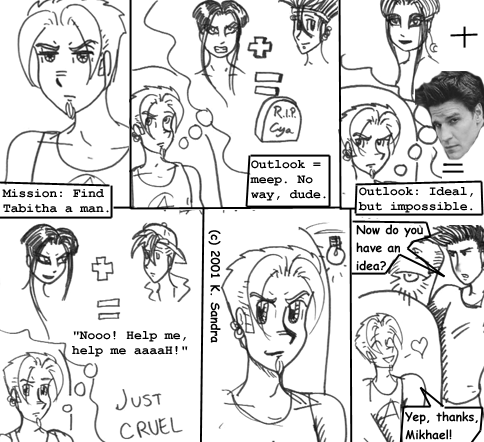 Mission: Find
Tabitha a man.
+
=
R.I.P.
Cya
Outlook =
meep. No
way, dude.
+
=
Outlook: Ideal,
but impossible.
+
=
"Nooo! Help me,
help me aaaaH!"
JUST
CRUEL
(c) 2001 K. Sandra
Now do you
have an
idea?
Yep, thanks,
Mikhael!